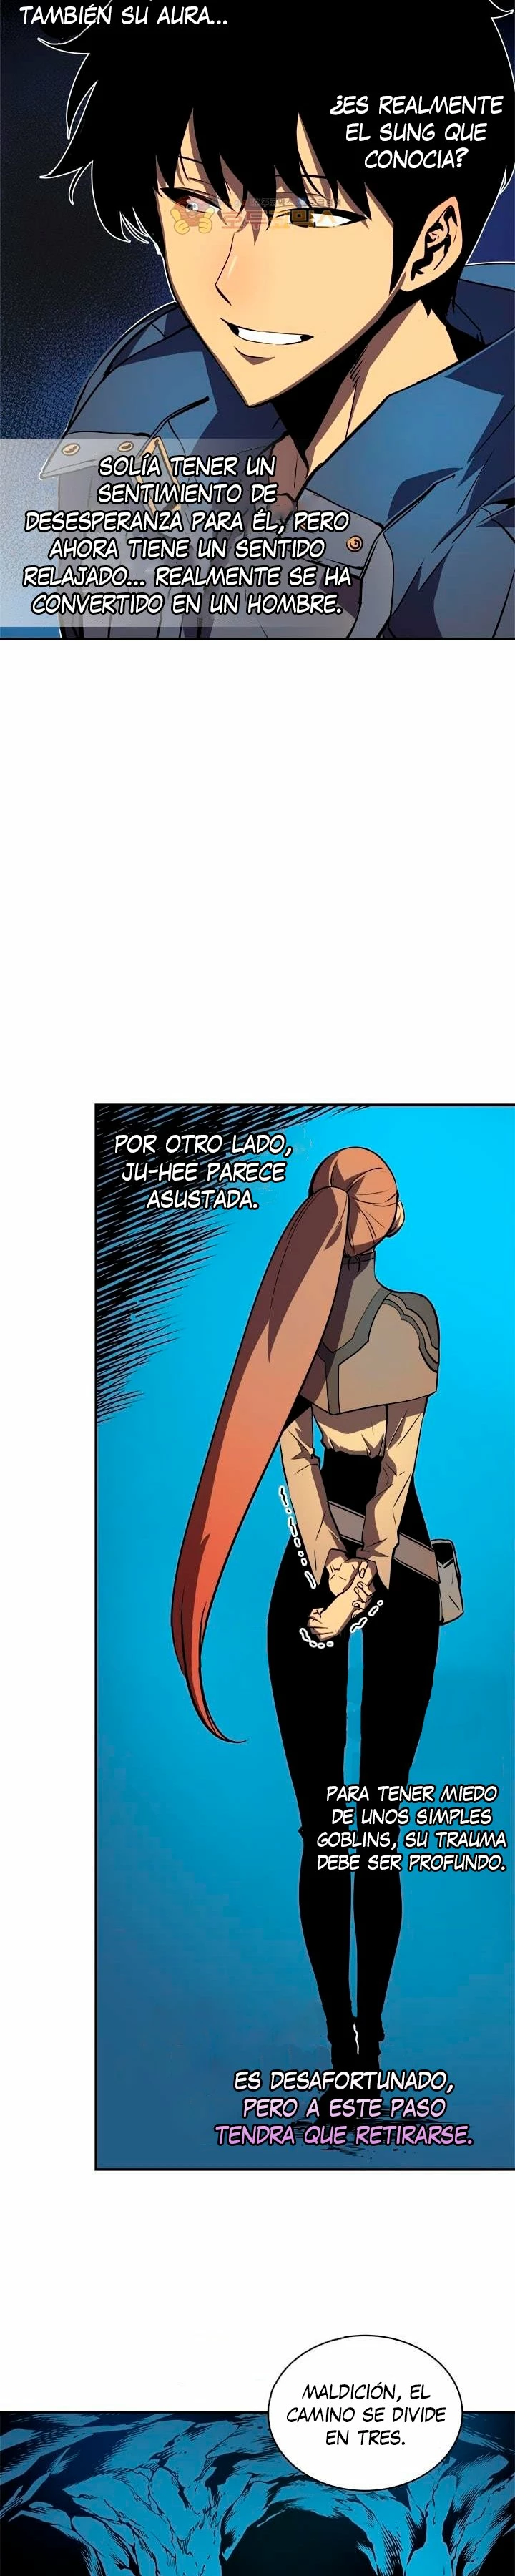 TAMBIÉN SU AURA...
¿ES REALMENTE
EL SUNG QUE
CONOCIA?
SOLÍA TENER UN
SENTIMIENTO DE
DESESPERANZA PARA ÉL, PERO
AHORA TIENE UN SENTIDO
RELAJADO... REALMENTE SE HA
CONVERTIDO EN UN HOMBRE.
POR OTRO LADO,
JU-HEE PARECE
ASUSTADA.
PARA TENER MIEDO
DE UNOS SIMPLES
GOBLINS, SU TRAUMA
DEBE SER PROFUNDO.
ES DESAFORTUNADO,
PERO A ESTE PASO
TENDRA QUE RETIRARSE.
MALDICIÓN, EL
CAMINO SE DIVIDE
EN TRES.